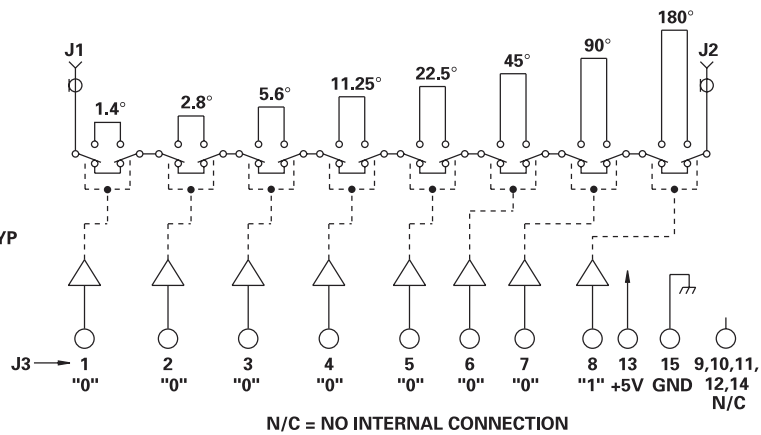 180°
J1
90°
J2
45°
22.5°
11.25°
5.6°
2.8°
1.4°
YP
J3 1 2 3 4 5 6 7 8 13 15 9,10,11,
"0" "0" "0" "0" "0" "0" "0" "1" +5V GND 12,14
N/C
N/C = NO INTERNAL CONNECTION